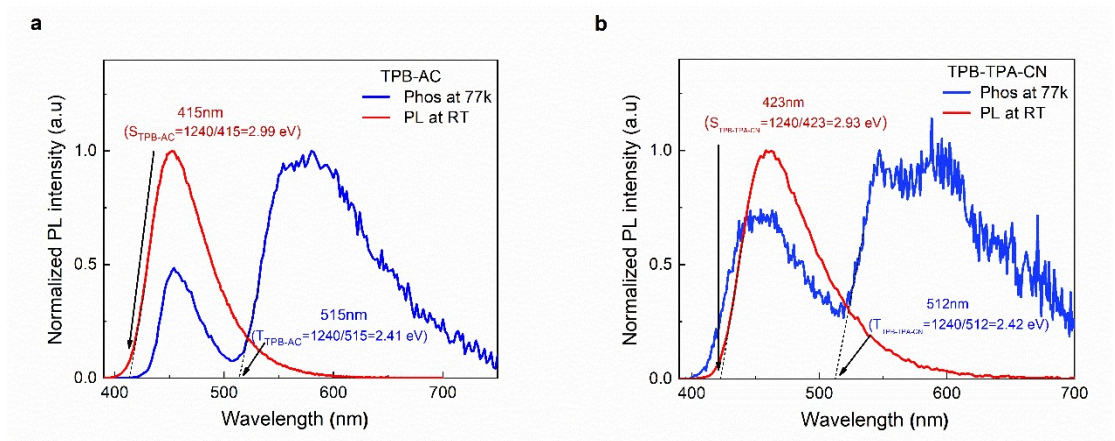 a
TPB-AC
Phos at 77k
PL at RT
415nm
(STPB-AC=1240/415=2.99 eV)
515nm
(TTPB-AC=1240/515=2.41 eV)
Normalized PL intensity (a.u)
1.0
0.5
0.0
400 500 600 700
Wavelength (nm)
b
TPB-TPA-CN
Phos at 77k
PL at RT
423nm
(STPB-TPA-CN=1240/423=2.93 eV)
512nm
(TTPB-TPA-CN=1240/512=2.42 eV)
Normalized PL intensity (a.u)
1.0
0.5
0.0
400 500 600 700
Wavelength (nm)